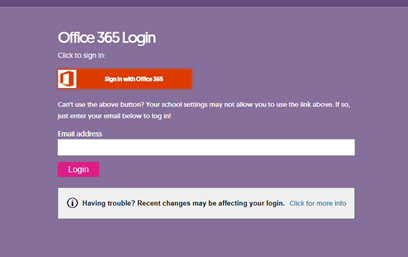 Office 365 Login
Click to sign in:
Sign in with Office 365
Can't use the above button? Your school settings may not allow you to use the link above. If so,
just enter your email below to log in!
Email address
Login
Having trouble? Recent changes may be affecting your login. Click for more info